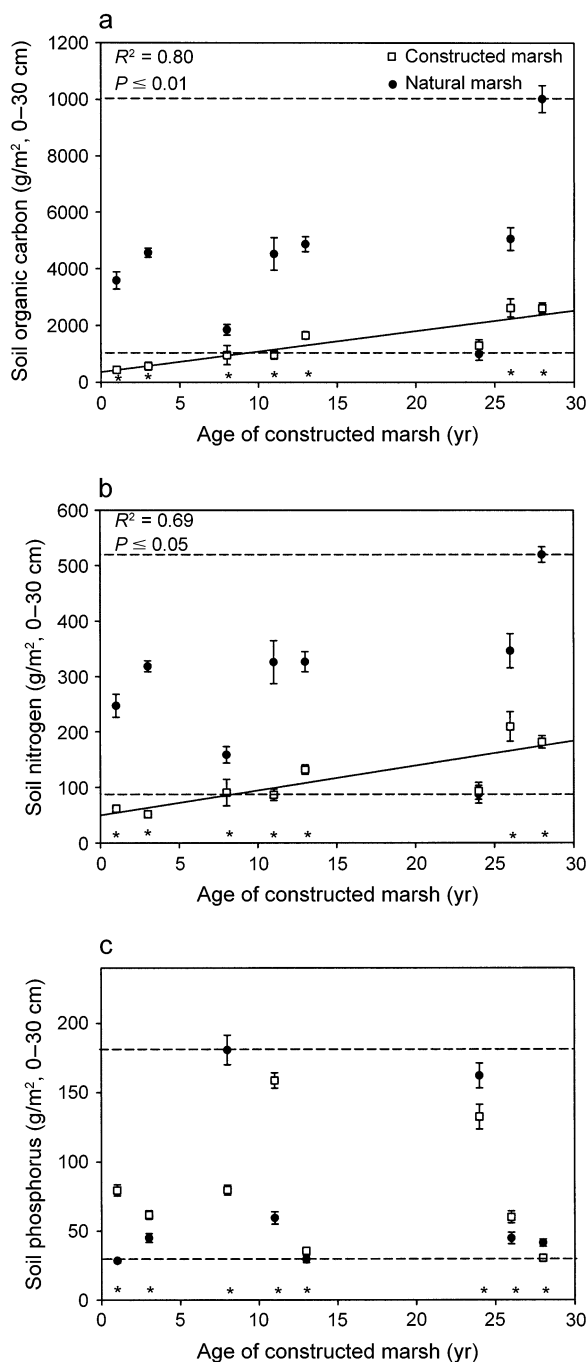 a
R² = 0.80
P ≤ 0.01
Constructed marsh
Natural marsh
Soil organic carbon (g/m², 0–30 cm)
1200
1000
8000
6000
4000
2000
0
* * * * * * *
0 5 10 15 20 25 30
Age of constructed marsh (yr)
b
R² = 0.69
P ≤ 0.05
Soil nitrogen (g/m², 0–30 cm)
600
500
400
300
200
100
0
* * * * * * *
0 5 10 15 20 25 30
Age of constructed marsh (yr)
c
Soil phosphorus (g/m², 0–30 cm)
200
150
100
50
0
* * * * * * * *
0 5 10 15 20 25 30
Age of constructed marsh (yr)